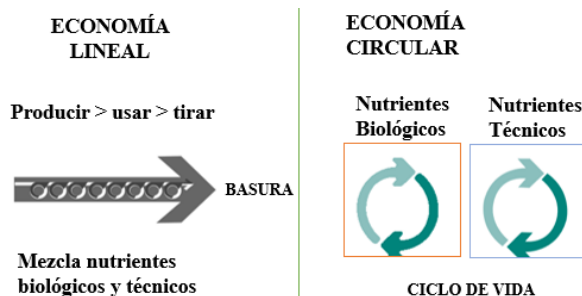 ECONOMÍA
LINEAL
Producir > usar > tirar
BASURA
Mezcla nutrientes
biológicos y técnicos
ECONOMÍA
CIRCULAR
Nutrientes
Biológicos
Nutrientes
Técnicos
CICLO DE VIDA